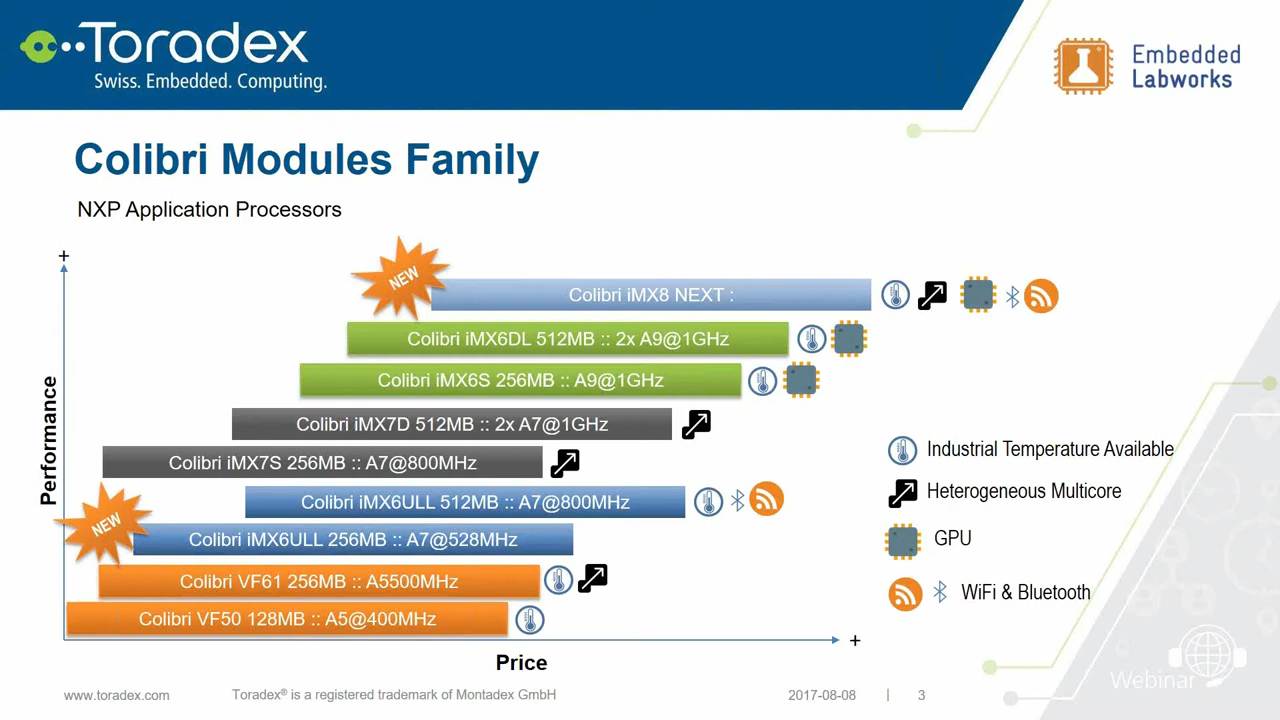 Toradex
Swiss. Embedded. Computing.
Embedded
Labworks
Colibri Modules Family
NXP Application Processors
+
Performance
NEW
Colibri iMX8 NEXT :
Colibri iMX6DL 512MB :: 2x A9@1GHz
Colibri iMX6S 256MB :: A9@1GHz
Colibri iMX7D 512MB :: 2x A7@1GHz
Colibri iMX7S 256MB :: A7@800MHz
Colibri iMX6ULL 512MB :: A7@800MHz
NEW
Colibri iMX6ULL 256MB :: A7@528MHz
Colibri VF61 256MB :: A5500MHz
Colibri VF50 128MB :: A5@400MHz
+
Price
Industrial Temperature Available
Heterogeneous Multicore
GPU
WiFi & Bluetooth
Webinar
www.toradex.com
Toradex® is a registered trademark of Montadex GmbH
2017-08-08 | 3